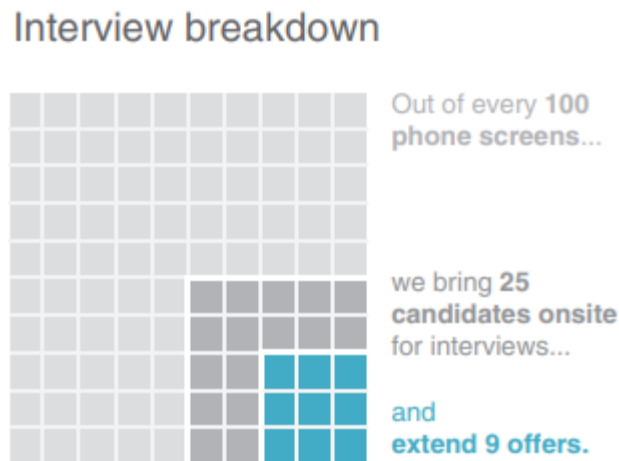 Interview breakdown
Out of every 100
phone screens...
we bring 25
candidates onsite
for interviews...
and
extend 9 offers.